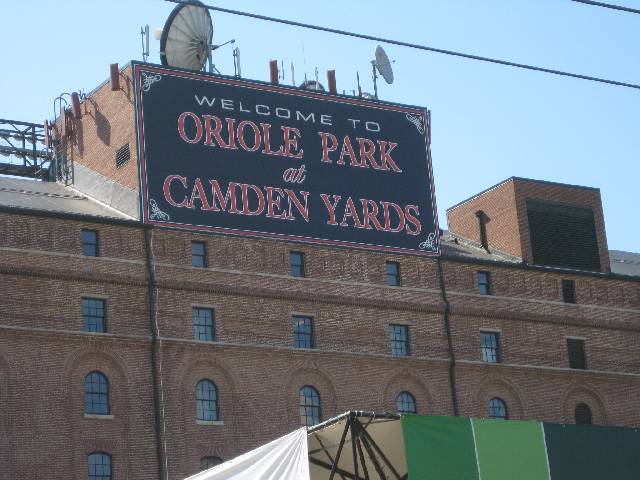 WELCOME TO
ORIOLE PARK
at
CAMDEN YARDS